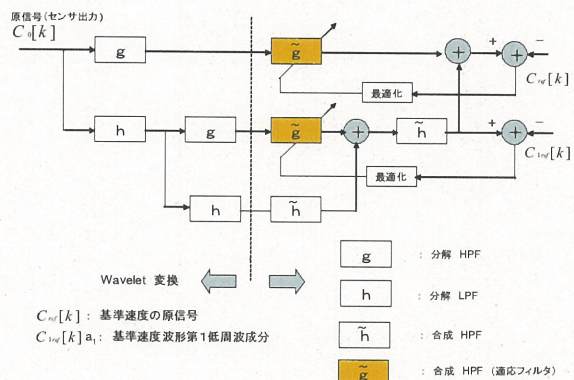 原信号(センサ出力)
C₀[k]
g
g̃
+
+
−
+
C_ref[k]
最適化
h
g
g̃
+
h̃
+
−
+
C_1ref[k]
最適化
h
h̃
Wavelet 変換
g : 分解 HPF
h : 分解 LPF
h̃ : 合成 HPF
g̃ : 合成 HPF (適応フィルタ)
C_ref[k] : 基準速度の原信号
C_1ref[k] a₁: 基準速度波形第1低周波成分